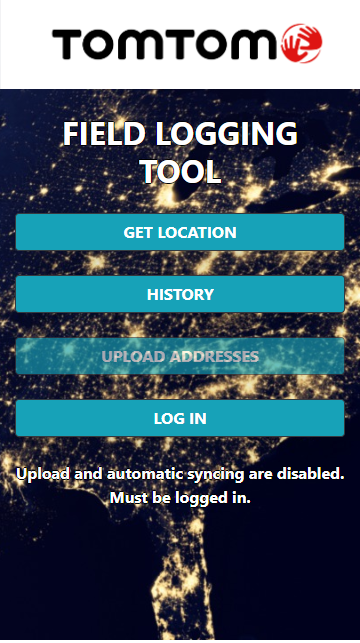 TOMTOM
FIELD LOGGING
TOOL
GET LOCATION
HISTORY
UPLOAD ADDRESSES
LOG IN
Upload and automatic syncing are disabled.
Must be logged in.